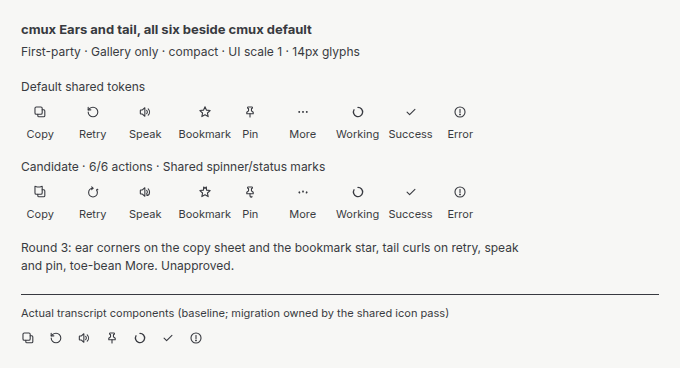 cmux Ears and tail, all six beside cmux default
First-party · Gallery only · compact · UI scale 1 · 14px glyphs
Default shared tokens
Copy Retry Speak Bookmark Pin More Working Success Error
Candidate · 6/6 actions · Shared spinner/status marks
Copy Retry Speak Bookmark Pin More Working Success Error
Round 3: ear corners on the copy sheet and the bookmark star, tail curls on retry, speak
and pin, toe-bean More. Unapproved.
Actual transcript components (baseline; migration owned by the shared icon pass)